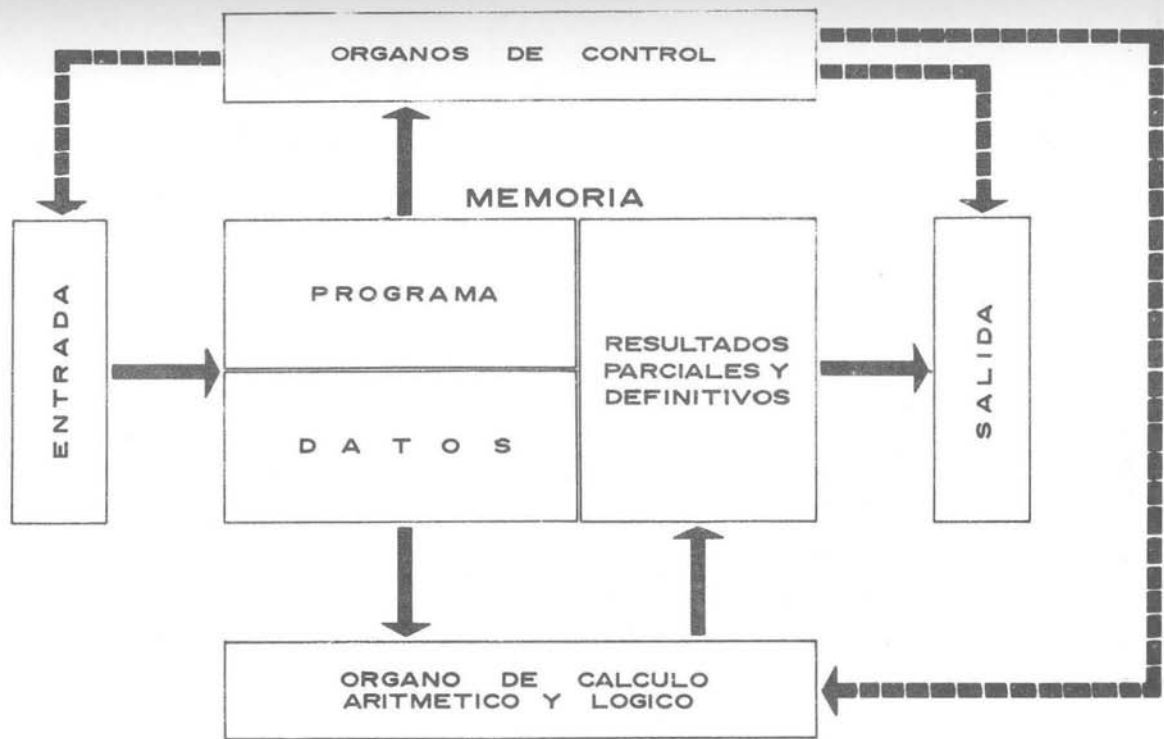 ORGANOS DE CONTROL
MEMORIA
ENTRADA
PROGRAMA
DATOS
RESULTADOS
PARCIALES Y
DEFINITIVOS
SALIDA
ORGANO DE CALCULO
ARITMETICO Y LOGICO